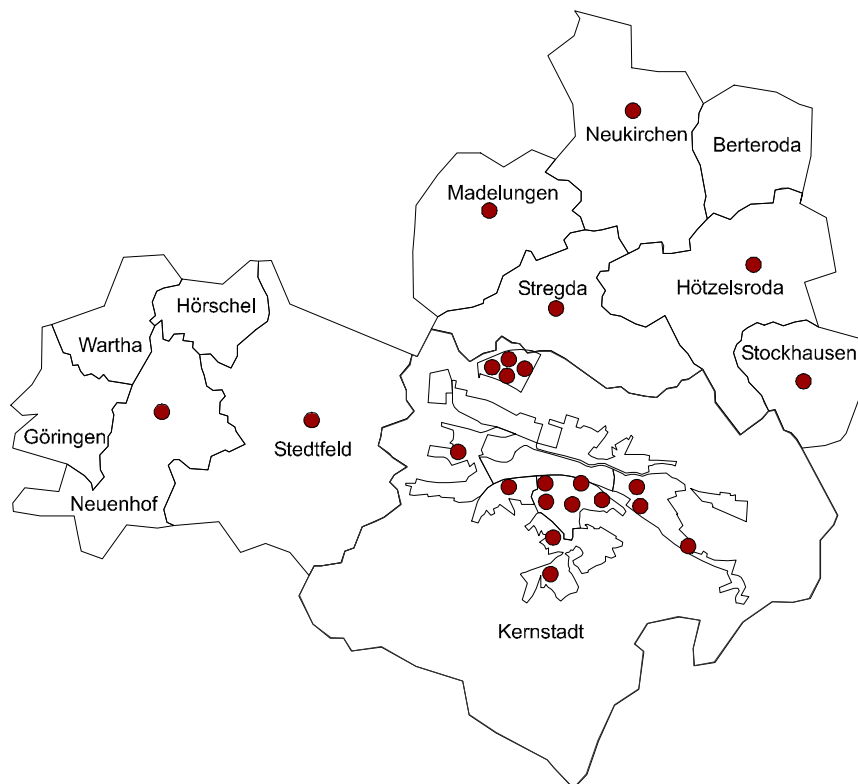 Neukirchen
Berteroda
Madelungen
Stregda
Hötzelsroda
Hörschel
Wartha
Stockhausen
Göringen
Stedtfeld
Neuenhof
Kernstadt